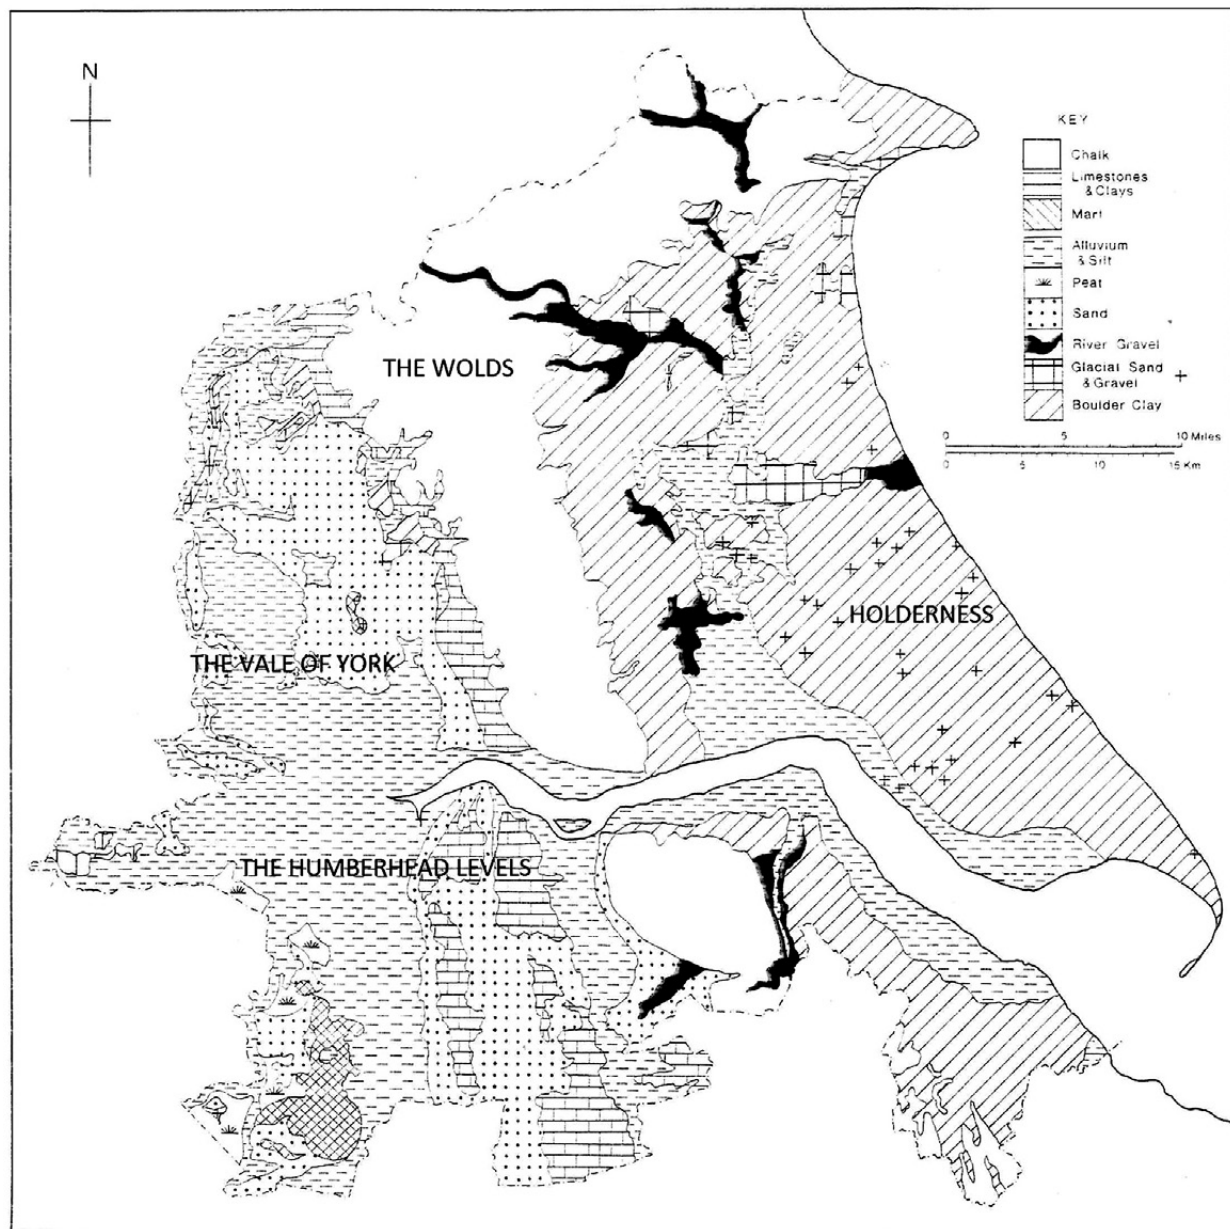 N
KEY
Chalk
Limestones
& Clays
Marl
Alluvium
& Silt
Peat
Sand
River Gravel
Glacial Sand
& Gravel
Boulder Clay
0 5 10 Miles
0 5 10 15 Km
THE WOLDS
HOLDERNESS
THE VALE OF YORK
THE HUMBERHEAD LEVELS